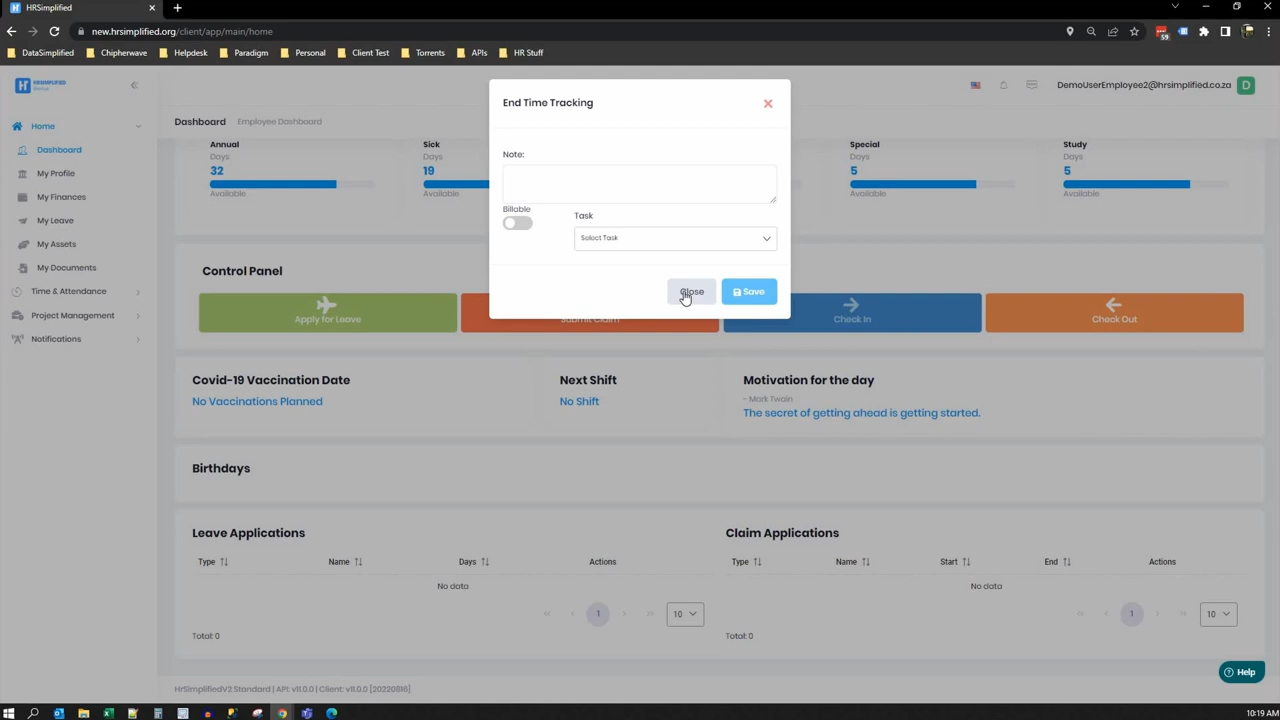 HRSimplified
new.hrsimplified.org/client/app/main/home
DataSimplified
Chipherwave
Helpdesk
Paradigm
Personal
Client Test
Torrents
APIs
HR Stuff
59
HRSIMPLIFIED
DemoUserEmployee2@hrsimplified.co.za
D
Home
Dashboard
My Profile
My Finances
My Leave
My Assets
My Documents
Time & Attendance
Project Management
Notifications
Dashboard Employee Dashboard
Annual
Days
32
Available
Sick
Days
19
Available
Special
Days
5
Available
Study
Days
5
Available
End Time Tracking
Note:
Billable
Task
Select Task
Close
Save
Control Panel
Apply for Leave
Submit Claim
Check In
Check Out
Covid-19 Vaccination Date
No Vaccinations Planned
Next Shift
No Shift
Motivation for the day
- Mark Twain
The secret of getting ahead is getting started.
Birthdays
Leave Applications
Type Name Days Actions
No data
1
10
Total: 0
Claim Applications
Type Name Start End Actions
No data
1
10
Total: 0
Help
HrSimplifiedV2 Standard | API: v11.0.0 | Client: v11.0.0 [20220816]
10:19 AM